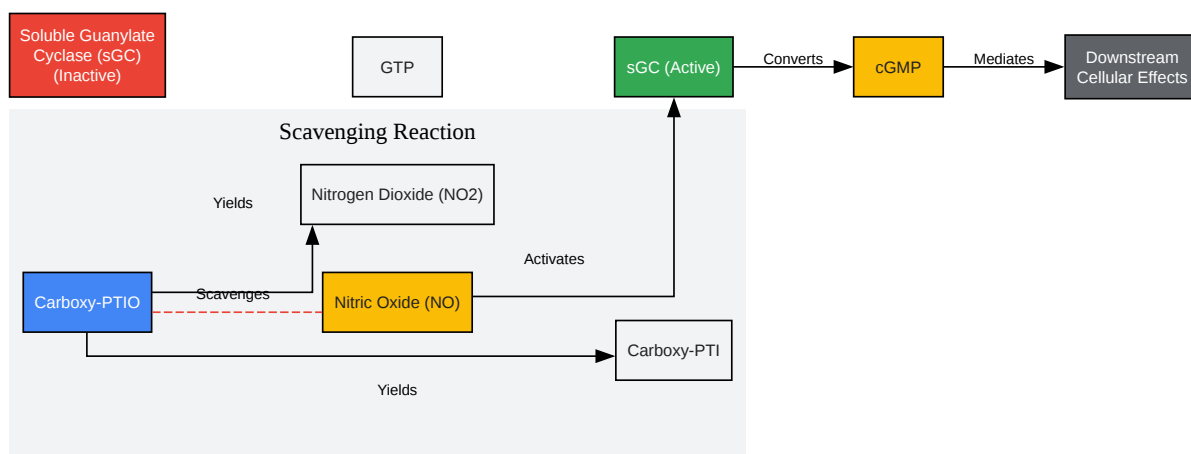 Soluble Guanylate
Cyclase (sGC)
(Inactive)
GTP
sGC (Active)
Converts
cGMP
Mediates
Downstream
Cellular Effects
Scavenging Reaction
Nitrogen Dioxide (NO2)
Yields
Activates
Carboxy-PTIO
Scavenges
Nitric Oxide (NO)
Carboxy-PTI
Yields